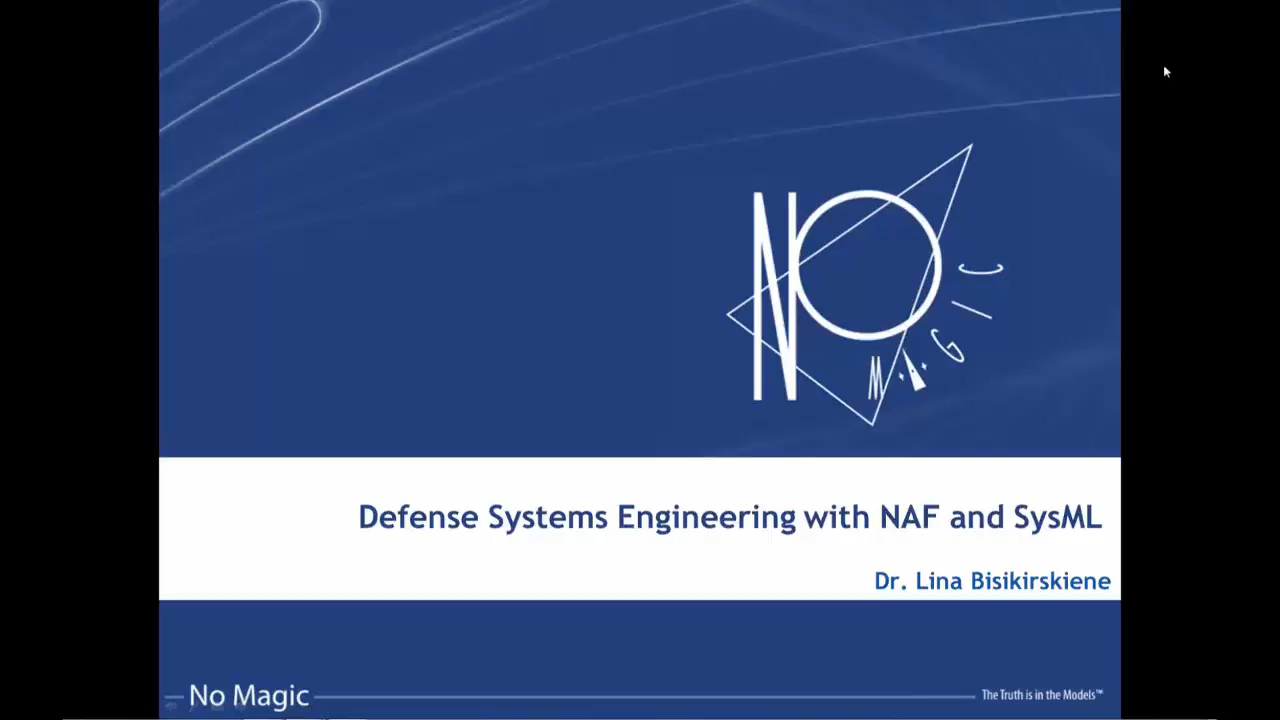 NO
MAGIC
Defense Systems Engineering with NAF and SysML
Dr. Lina Bisikirskiene
No Magic
The Truth is in the Models™